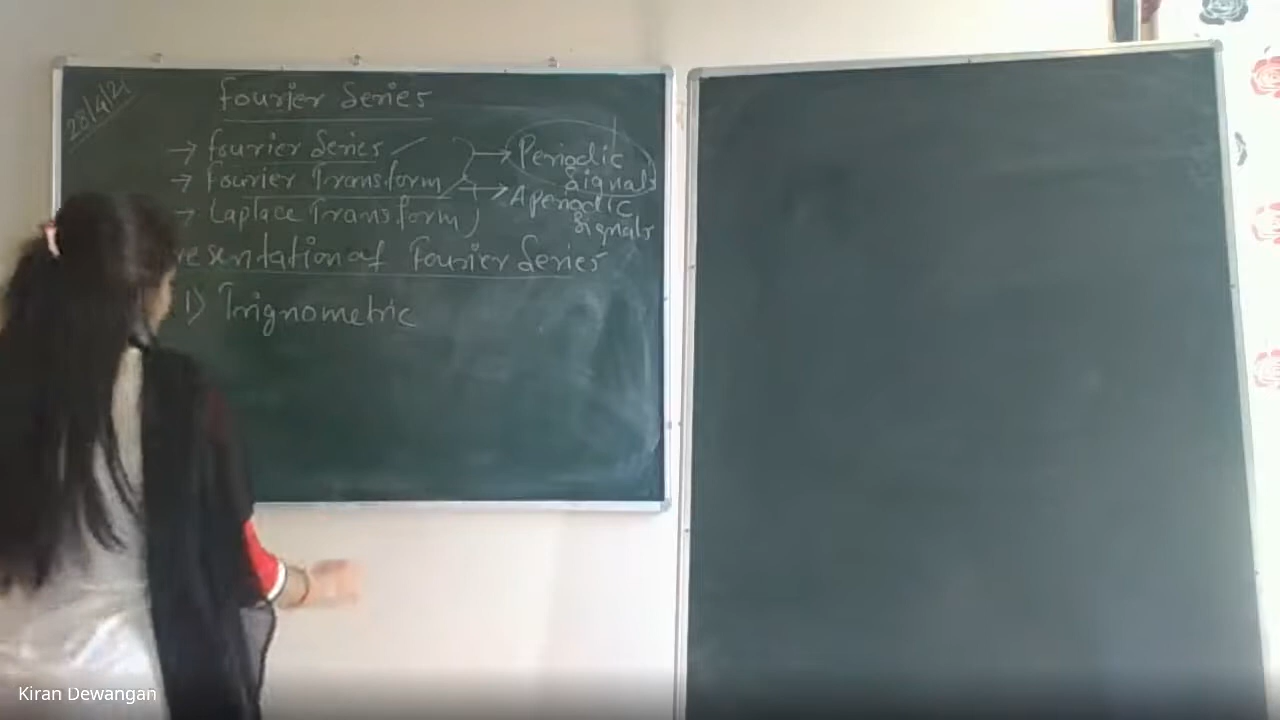 28/4/21
Fourier Series
→ Fourier Series
→ Fourier Transform
→ Laplace Transform
→ Periodic
Signals
→ Aperiodic
Signals
resentation of Fourier Series
1) Trignometric
Kiran Dewangan